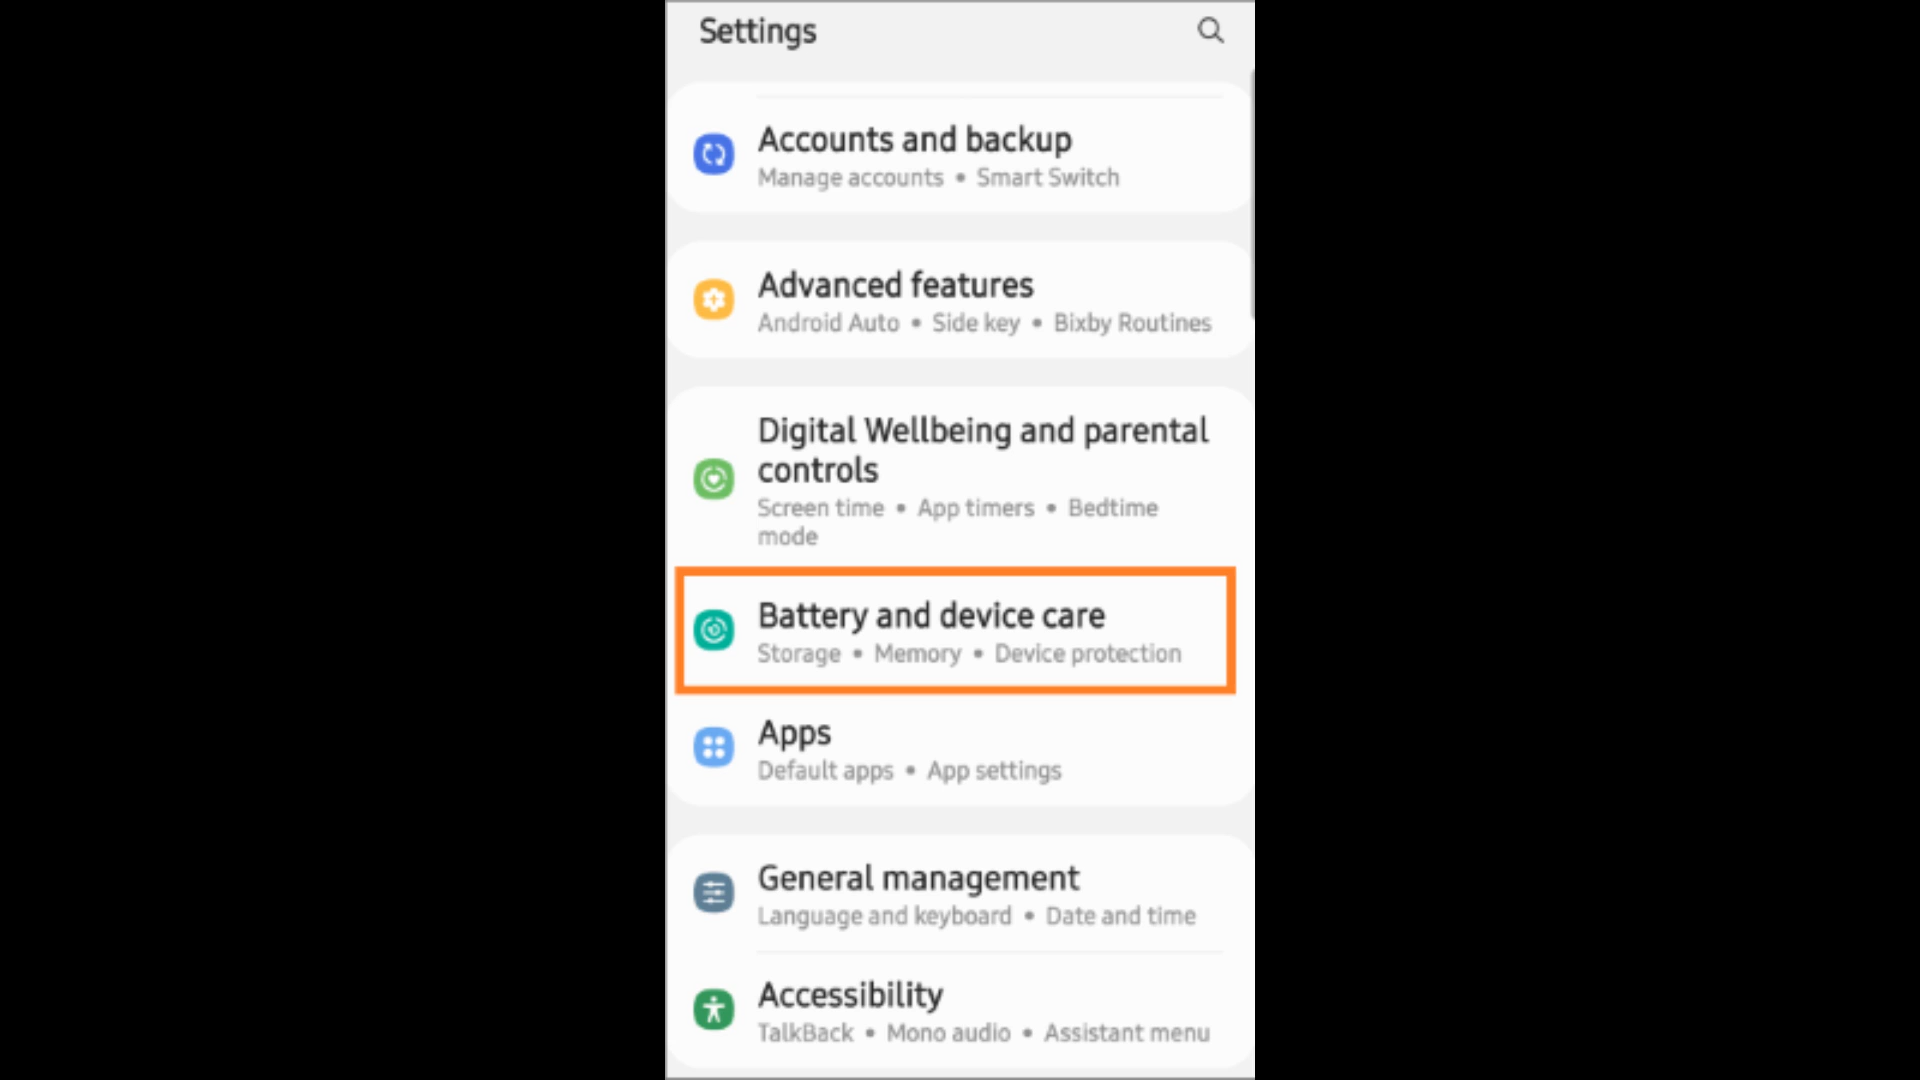 Settings
Accounts and backup
Manage accounts • Smart Switch
Advanced features
Android Auto • Side key • Bixby Routines
Digital Wellbeing and parental
controls
Screen time • App timers • Bedtime
mode
Battery and device care
Storage • Memory • Device protection
Apps
Default apps • App settings
General management
Language and keyboard • Date and time
Accessibility
TalkBack • Mono audio • Assistant menu